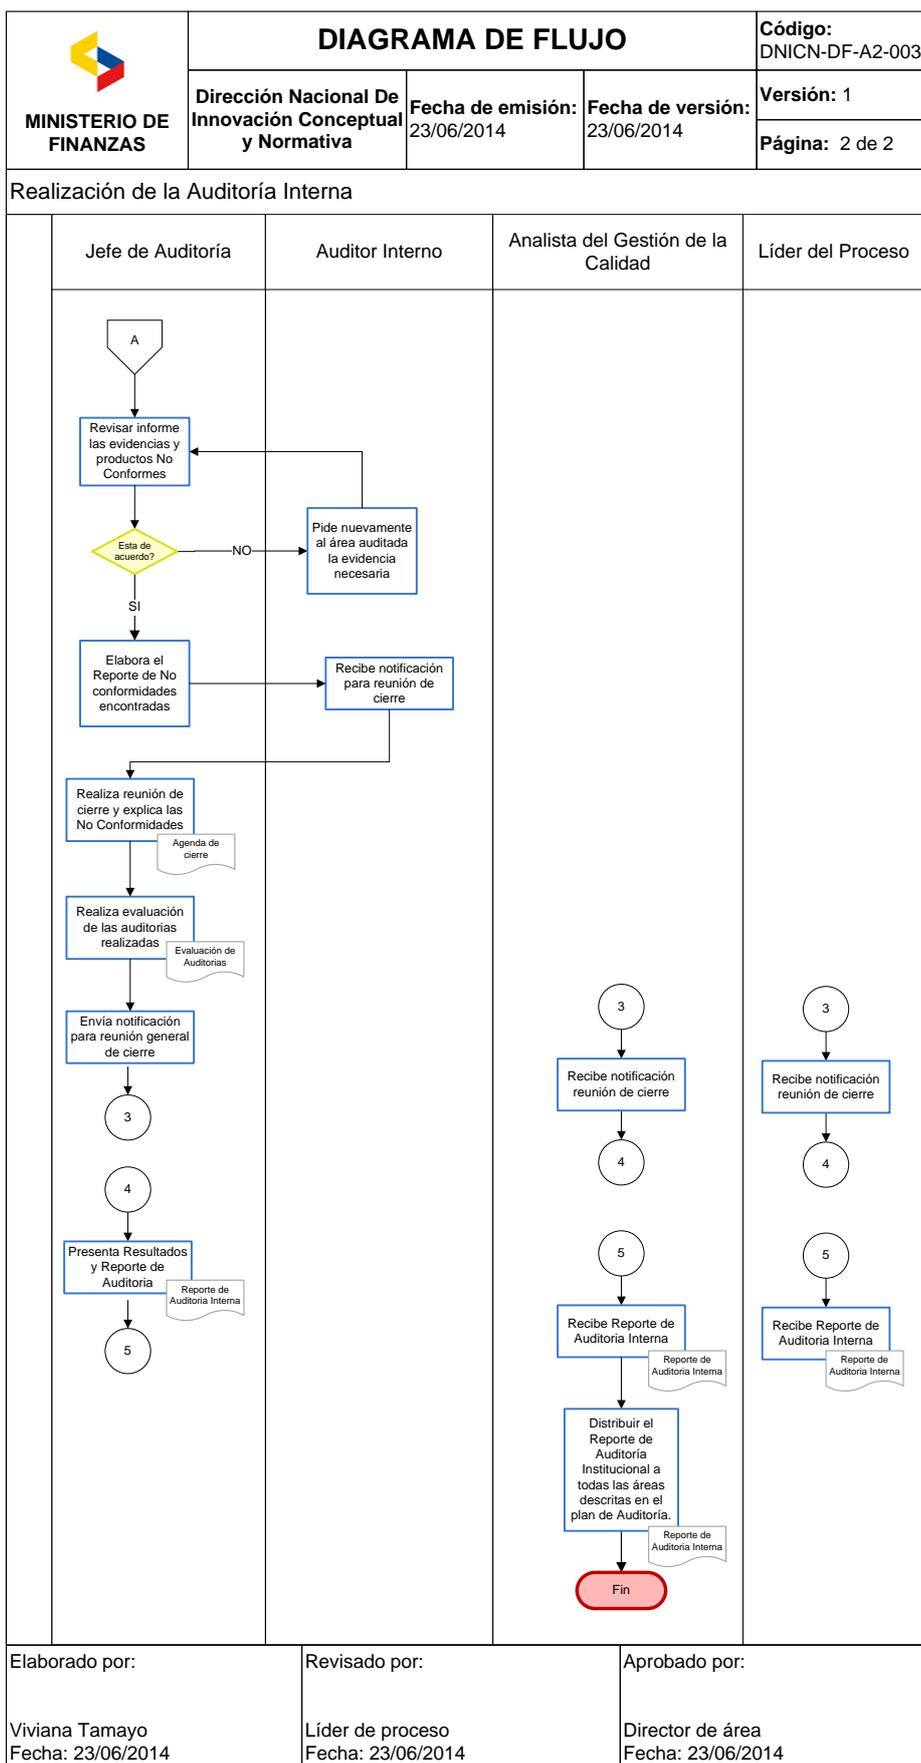 DIAGRAMA DE FLUJO
Código:
DNICN-DF-A2-003
MINISTERIO DE
FINANZAS
Dirección Nacional De
Innovación Conceptual
y Normativa
Fecha de emisión:
23/06/2014
Fecha de versión:
23/06/2014
Versión: 1
Página: 2 de 2
Realización de la Auditoría Interna
Jefe de Auditoría
Auditor Interno
Analista del Gestión de la
Calidad
Líder del Proceso
A
Revisar informe
las evidencias y
productos No
Conformes
Esta de
acuerdo?
NO
Pide nuevamente
al área auditada
la evidencia
necesaria
SI
Elabora el
Reporte de No
conformidades
encontradas
Recibe notificación
para reunión de
cierre
Realiza reunión de
cierre y explica las
No Conformidades
Agenda de
cierre
Realiza evaluación
de las auditorias
realizadas
Evaluación de
Auditorias
Envía notificación
para reunión general
de cierre
3
4
Presenta Resultados
y Reporte de
Auditoria
Reporte de
Auditoria Interna
5
3
Recibe notificación
reunión de cierre
4
5
Recibe Reporte de
Auditoria Interna
Reporte de
Auditoria Interna
Distribuir el
Reporte de
Auditoría
Institucional a
todas las áreas
descritas en el
plan de Auditoría.
Reporte de
Auditoria Interna
Fin
3
Recibe notificación
reunión de cierre
4
5
Recibe Reporte de
Auditoria Interna
Reporte de
Auditoria Interna
Elaborado por:
Viviana Tamayo
Fecha: 23/06/2014
Revisado por:
Líder de proceso
Fecha: 23/06/2014
Aprobado por:
Director de área
Fecha: 23/06/2014